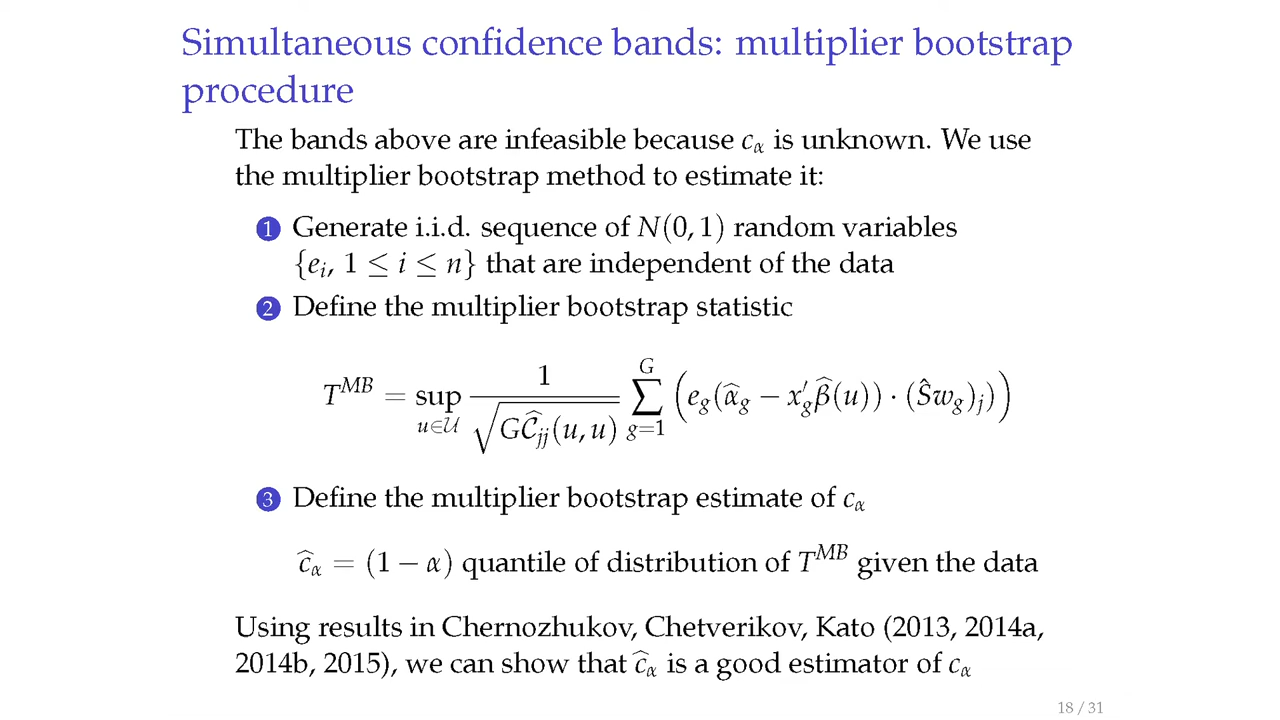 Simultaneous confidence bands: multiplier bootstrap
procedure
The bands above are infeasible because c_α is unknown. We use
the multiplier bootstrap method to estimate it:
1 Generate i.i.d. sequence of N(0, 1) random variables
{e_i, 1 ≤ i ≤ n} that are independent of the data
2 Define the multiplier bootstrap statistic
T^{MB} = sup_{u∈𝒰} \frac{1}{\sqrt{G\widehat{𝒞}_{jj}(u, u)}} ∑_{g=1}^{G} (e_g(\widehat{α}_g − x′_g\widehat{β}(u)) · (Ŝw_g)_j))
3 Define the multiplier bootstrap estimate of c_α
\widehat{c}_α = (1 − α) quantile of distribution of T^{MB} given the data
Using results in Chernozhukov, Chetverikov, Kato (2013, 2014a,
2014b, 2015), we can show that \widehat{c}_α is a good estimator of c_α
18 / 31